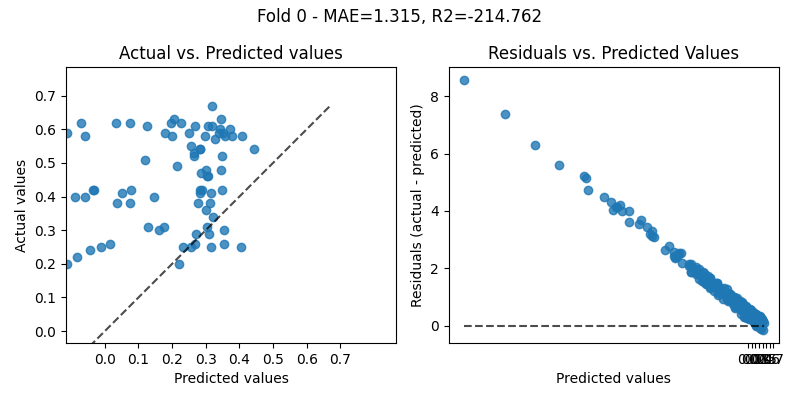 Fold 0 - MAE=1.315, R2=-214.762
Actual vs. Predicted values
Actual values
0.7
0.6
0.5
0.4
0.3
0.2
0.1
0.0
0.0 0.1 0.2 0.3 0.4 0.5 0.6 0.7
Predicted values
Residuals vs. Predicted Values
Residuals (actual - predicted)
8
6
4
2
0
Predicted values